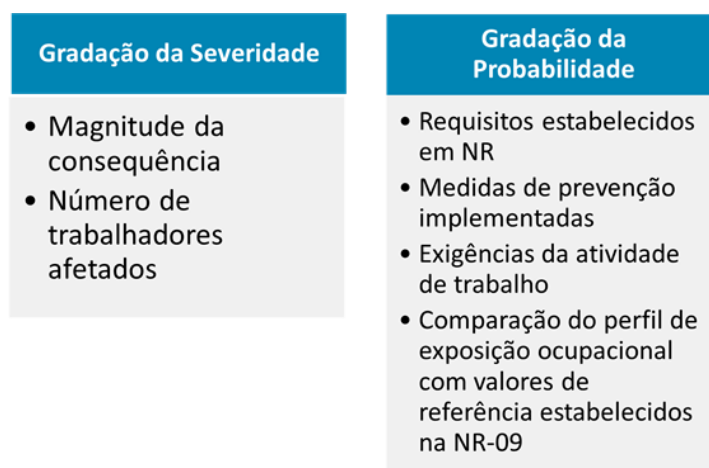 Gradação da Severidade
• Magnitude da
consequência
• Número de
trabalhadores
afetados
Gradação da
Probabilidade
• Requisitos estabelecidos
em NR
• Medidas de prevenção
implementadas
• Exigências da atividade
de trabalho
• Comparação do perfil de
exposição ocupacional
com valores de
referência estabelecidos
na NR-09